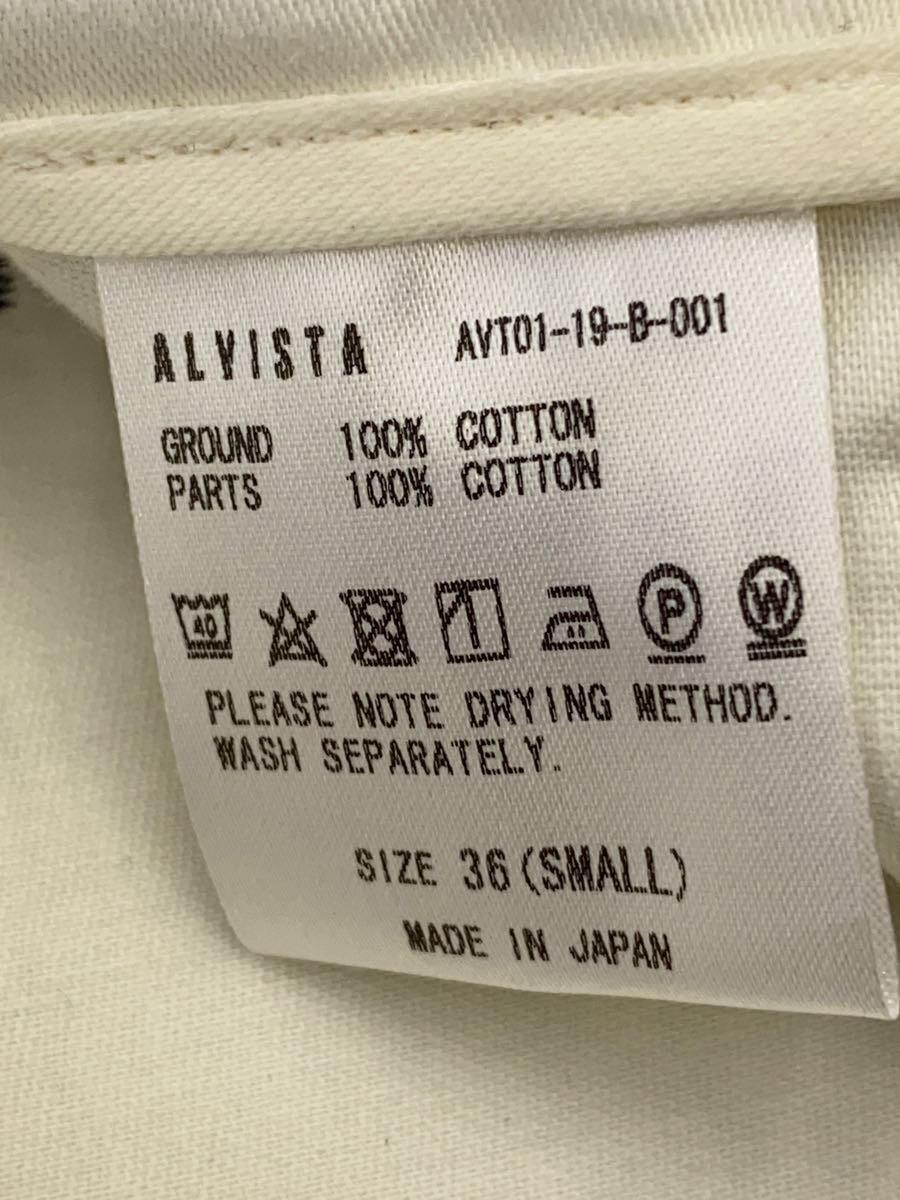 ALVISTA AVT01-19-B-001
GROUND 100% COTTON
PARTS 100% COTTON
40 P W
PLEASE NOTE DRYING METHOD.
WASH SEPARATELY.
SIZE 36(SMALL)
MADE IN JAPAN